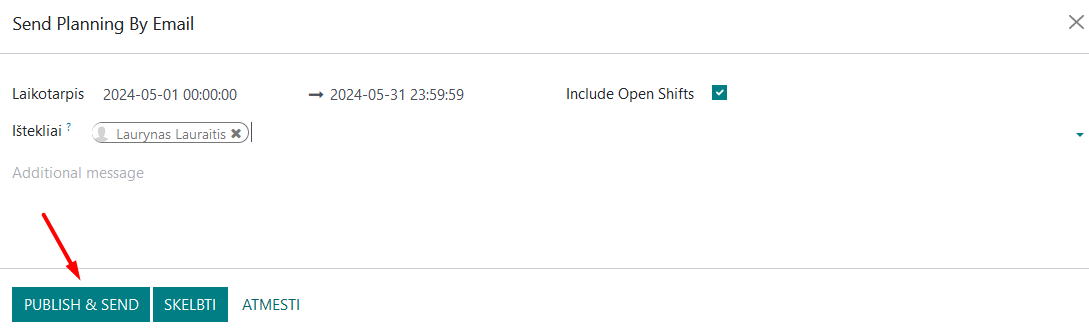 Send Planning By Email
Laikotarpis 2024-05-01 00:00:00 → 2024-05-31 23:59:59 Include Open Shifts
Ištekliai ? Laurynas Lauraitis
Additional message
PUBLISH & SEND SKELBTI ATMESTI